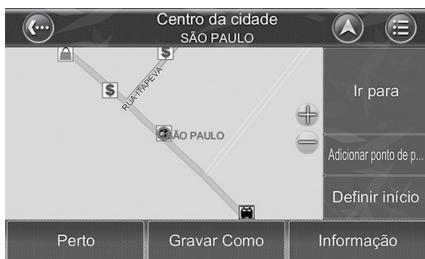 Centro da cidade
SÃO PAULO
$
$
RUA ITAPEVA
SÃO PAULO
Ir para
Adicionar ponto de p...
Definir início
Perto
Gravar Como
Informação